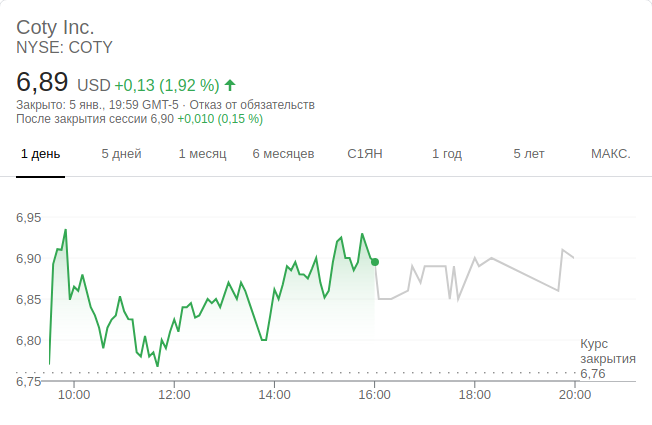 Coty Inc.
NYSE: COTY
6,89 USD +0,13 (1,92 %)
Закрыто: 5 янв., 19:59 GMT-5 · Отказ от обязательств
После закрытия сессии 6,90 +0,010 (0,15 %)
1 день 5 дней 1 месяц 6 месяцев С1ЯН 1 год 5 лет МАКС.
6,95
6,90
6,85
6,80
Курс
закрытия
6,76
6,75
10:00 12:00 14:00 16:00 18:00 20:00